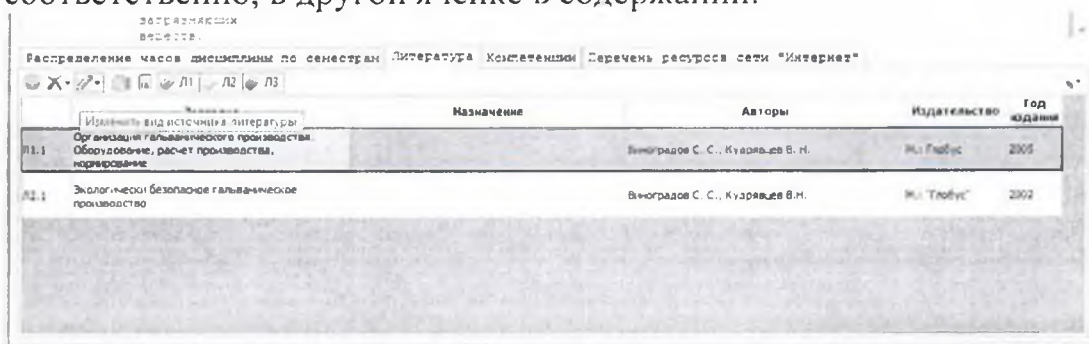 соответственно, в другой ячейке в содержании.
загрязняющих
веществ.
Распределение часов дисциплины по семестрам Литература Компетенции Перечень ресурсов сети "Интернет"
Л1 Л2 Л3
Назначение Авторы Издательство Год издания
Изменить вид источника литературы
Л1.1 Организация гальванического производства. Оборудование, расчет производства, нормирование Виноградов С. С., Кудрявцев В. Н. М.: Глобус 2005
Л2.1 Экологически безопасное гальваническое производство Виноградов С. С., Кудрявцев В.Н. М.: "Глобус" 2002